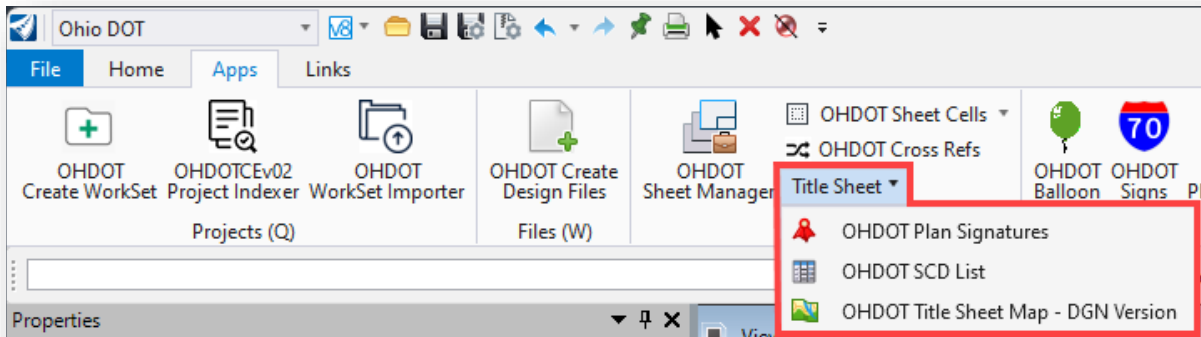 Ohio DOT
V8
File Home Apps Links
OHDOT Sheet Cells
OHDOT Cross Refs
70
OHDOT
Create WorkSet
OHDOTCEv02
Project Indexer
OHDOT
WorkSet Importer
OHDOT Create
Design Files
OHDOT
Sheet Manager
Title Sheet
OHDOT
Balloon
OHDOT
Signs
Projects (Q)
Files (W)
OHDOT Plan Signatures
OHDOT SCD List
OHDOT Title Sheet Map - DGN Version
Properties